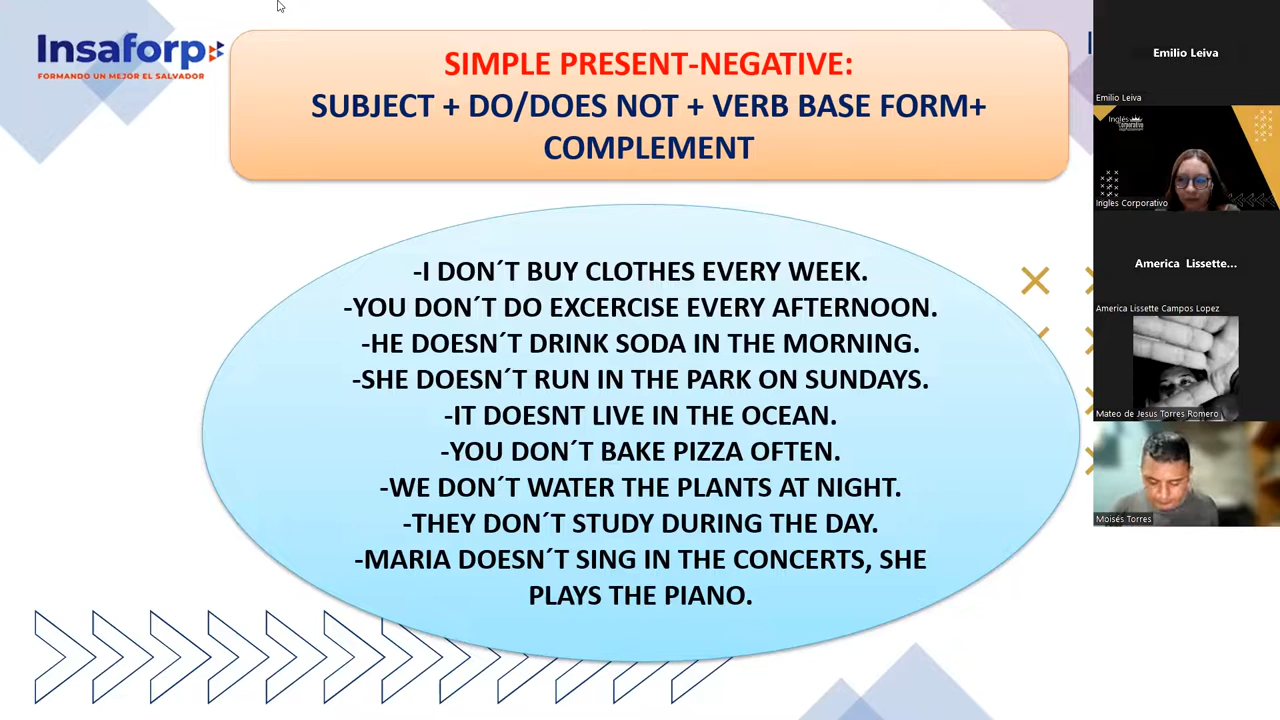 Insaforp
FORMANDO UN MEJOR EL SALVADOR
SIMPLE PRESENT-NEGATIVE:
SUBJECT + DO/DOES NOT + VERB BASE FORM+
COMPLEMENT
-I DON´T BUY CLOTHES EVERY WEEK.
-YOU DON´T DO EXCERCISE EVERY AFTERNOON.
-HE DOESN´T DRINK SODA IN THE MORNING.
-SHE DOESN´T RUN IN THE PARK ON SUNDAYS.
-IT DOESNT LIVE IN THE OCEAN.
-YOU DON´T BAKE PIZZA OFTEN.
-WE DON´T WATER THE PLANTS AT NIGHT.
-THEY DON´T STUDY DURING THE DAY.
-MARIA DOESN´T SING IN THE CONCERTS, SHE
PLAYS THE PIANO.
Emilio Leiva
Emilio Leiva
Inglés
Corporativo
Ingles Corporativo
America Lissette...
America Lissette Campos Lopez
Mateo de Jesus Torres Romero
Moisés Torres